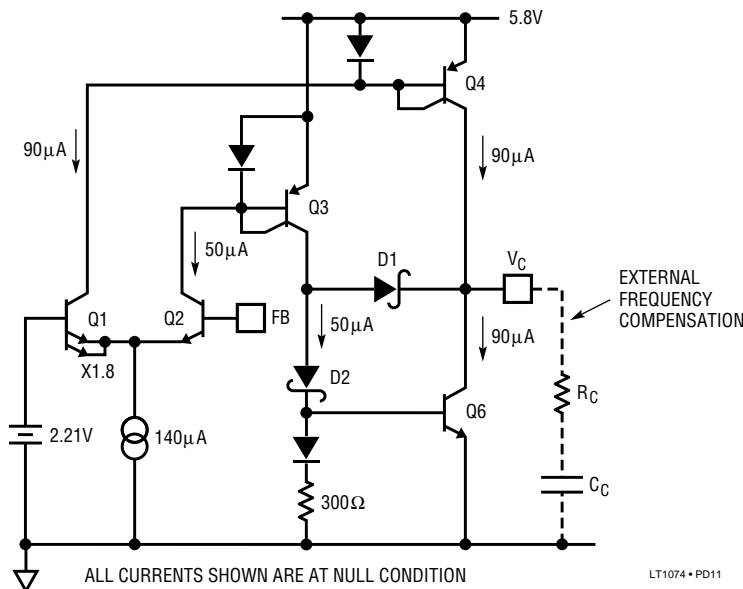 5.8V
Q4
90µA
90µA
Q3
50µA
D1
V_C
EXTERNAL
FREQUENCY
COMPENSATION
Q1
Q2
FB
50µA
90µA
X1.8
D2
R_C
Q6
2.21V
140µA
300Ω
C_C
ALL CURRENTS SHOWN ARE AT NULL CONDITION
LT1074 • PD11